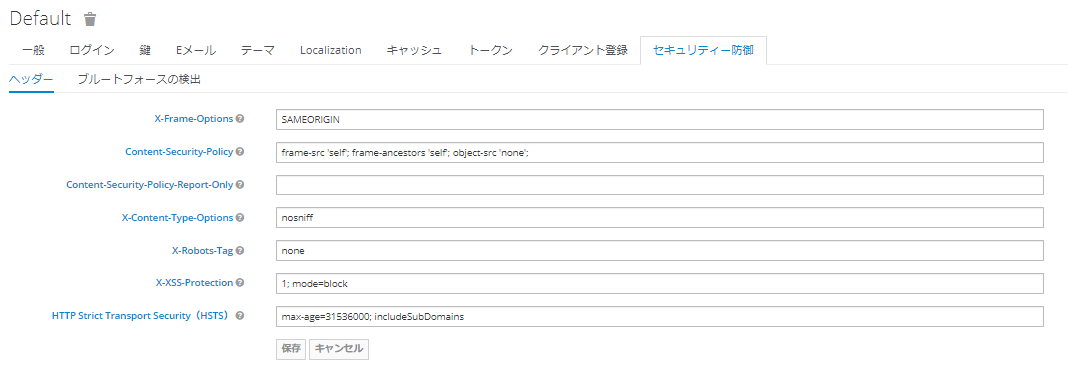 Default
一般 ログイン 鍵 Eメール テーマ Localization キャッシュ トークン クライアント登録 セキュリティー防御
ヘッダー ブルートフォースの検出
X-Frame-Options SAMEORIGIN
Content-Security-Policy frame-src 'self'; frame-ancestors 'self'; object-src 'none';
Content-Security-Policy-Report-Only
X-Content-Type-Options nosniff
X-Robots-Tag none
X-XSS-Protection 1; mode=block
HTTP Strict Transport Security（HSTS） max-age=31536000; includeSubDomains
保存 キャンセル